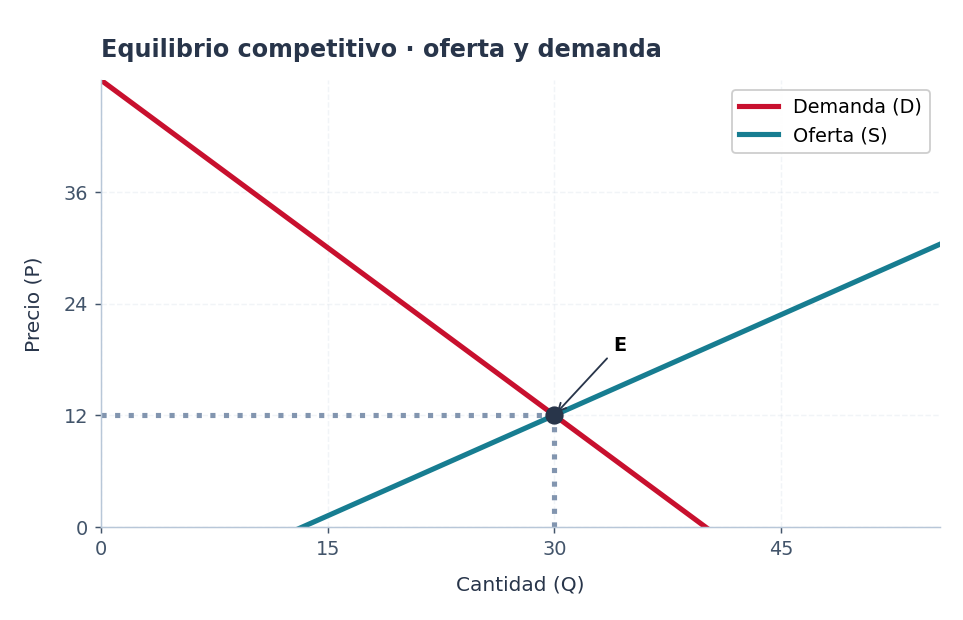 Equilibrio competitivo · oferta y demanda
Demanda (D)
Oferta (S)
Precio (P)
36
24
12
0
E
0
15
30
45
Cantidad (Q)